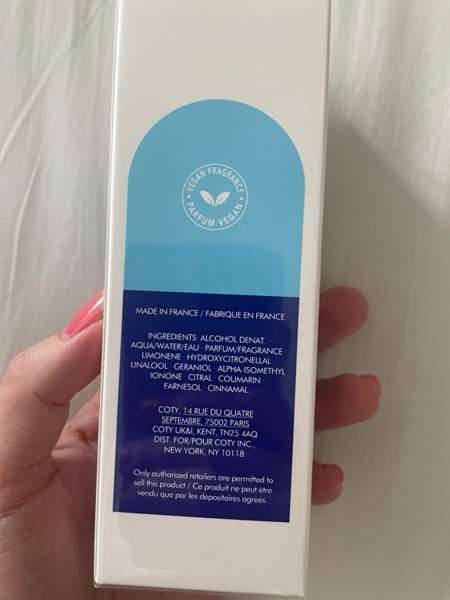 VEGAN FRAGRANCE
PARFUM VEGAN
MADE IN FRANCE / FABRIQUE EN FRANCE
INGREDIENTS: ALCOHOL DENAT.
AQUA/WATER/EAU · PARFUM/FRAGRANCE
LIMONENE · HYDROXYCITRONELLAL
LINALOOL · GERANIOL · ALPHA-ISOMETHYL
IONONE · CITRAL · COUMARIN
FARNESOL · CINNAMAL.
COTY, 14 RUE DU QUATRE
SEPTEMBRE, 75002 PARIS
COTY UK&I, KENT, TN25 4AQ
DIST. FOR/POUR COTY INC.,
NEW YORK, NY 10118
Only authorized retailers are permitted to
sell this product / Ce produit ne peut être
vendu que par les depositaires agrees.